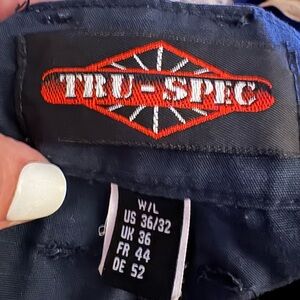 TRU-SPEC
W/L
US 36/32
UK 36
FR 44
DE 52